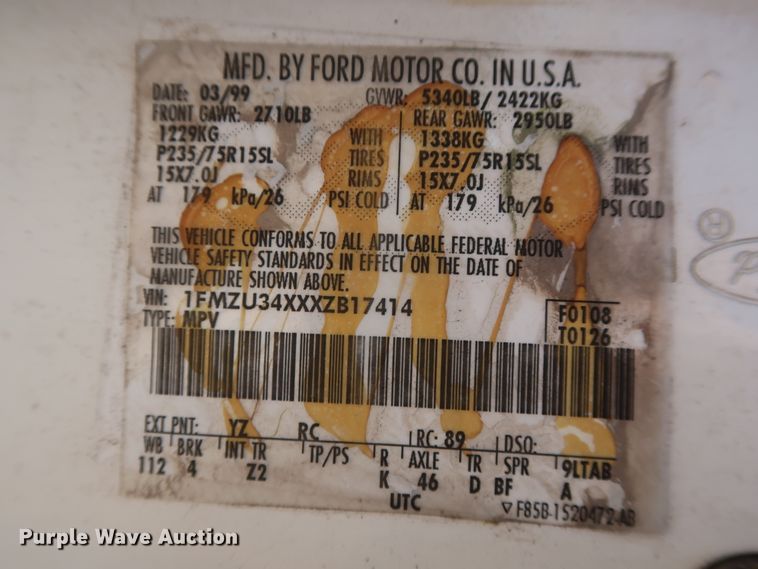 MFD. BY FORD MOTOR CO. IN U.S.A.
DATE: 03/99 GVWR: 5340LB/ 2422KG
FRONT GAWR: 2710LB REAR GAWR: 2950LB
1229KG WITH 1338KG WITH
P235/75R15SL TIRES P235/75R15SL TIRES
15X7.0J RIMS 15X7.0J RIMS
AT 179 kPa/26 PSI COLD AT 179 kPa/26 PSI COLD
THIS VEHICLE CONFORMS TO ALL APPLICABLE FEDERAL MOTOR
VEHICLE SAFETY STANDARDS IN EFFECT ON THE DATE OF
MANUFACTURE SHOWN ABOVE.
VIN: 1FMZU34XXXZB17414 F0108
TYPE: MPV T0126
EXT PNT: YZ RC RC: 89 DSO:
WB BRK INT TR TP/PS R AXLE TR SPR 9LTAB
112 4 Z2 K 46 D BF A
UTC ▽ F85B-1520472-AB
H
P
Purple Wave Auction